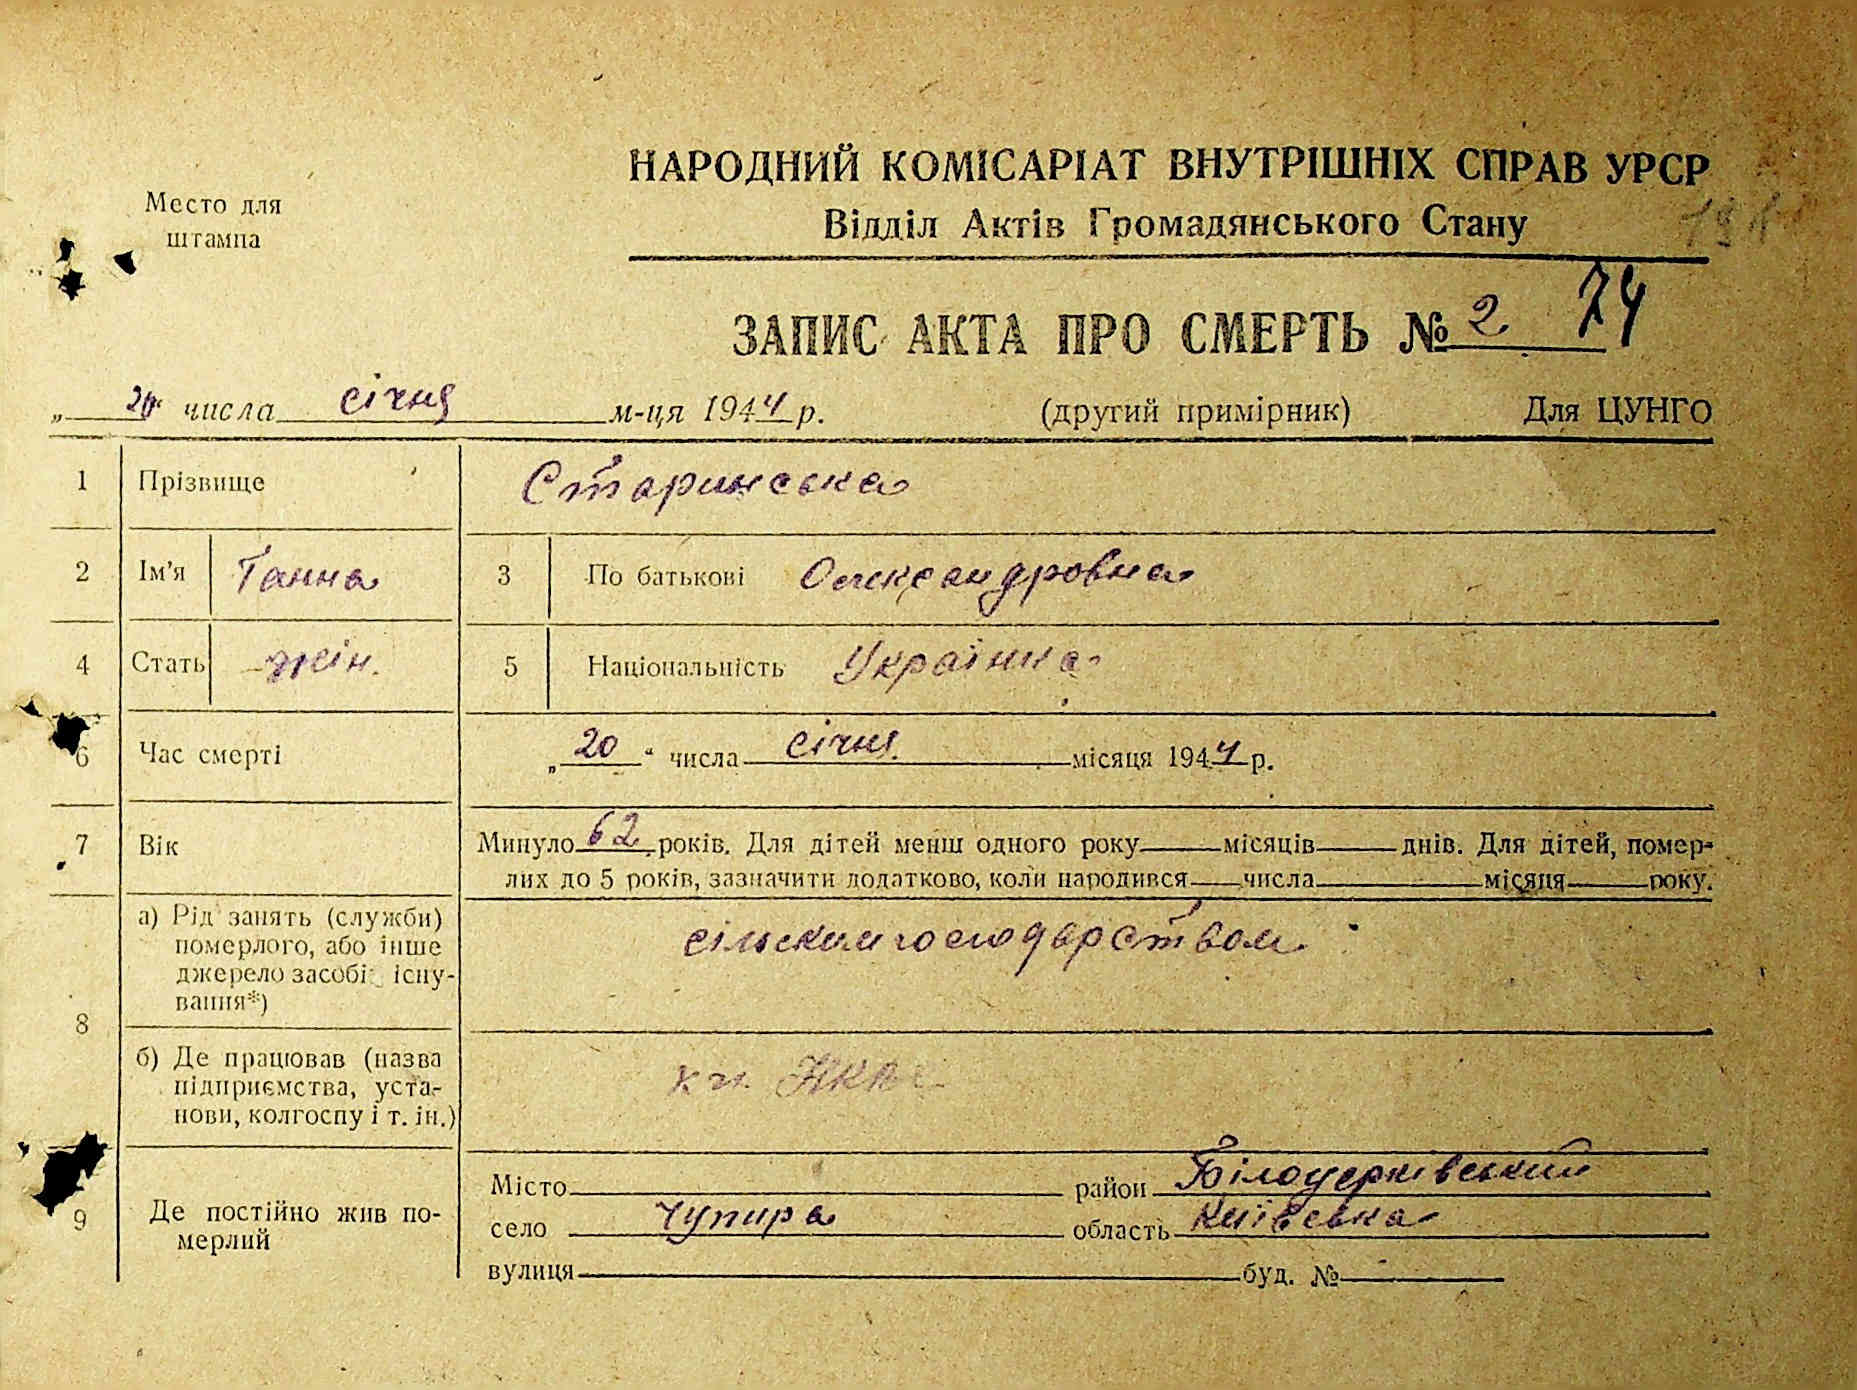 Место для
штампа
НАРОДНИЙ КОМІСАРІАТ ВНУТРІШНІХ СПРАВ УРСР
Відділ Актів Громадянського Стану
ЗАПИС АКТА ПРО СМЕРТЬ № 2 74
„ 20 числа січня м-ця 1944 р. (другий примірник) Для ЦУНГО
1 Прізвище Старинська
2 Ім'я Ганна 3 По батькові Олександровна
4 Стать жін. 5 Національність Українка
6 Час смерті „ 20 “ числа січня місяця 1944 р.
7 Вік Минуло 62 років. Для дітей менш одного року місяців днів. Для дітей, помер-
лих до 5 років, зазначити додатково, коли народився числа місяця року.
8 а) Рід занять (служби)
померлого, або інше
джерело засобі існу-
вання*)
сільским господарством
б) Де працював (назва
підприємства, уста-
нови, колгоспу і т. ін.)
9 Де постійно жив по-
мерлий
Місто район Білоцерківський
село Чупира область Київська
вулиця буд. №